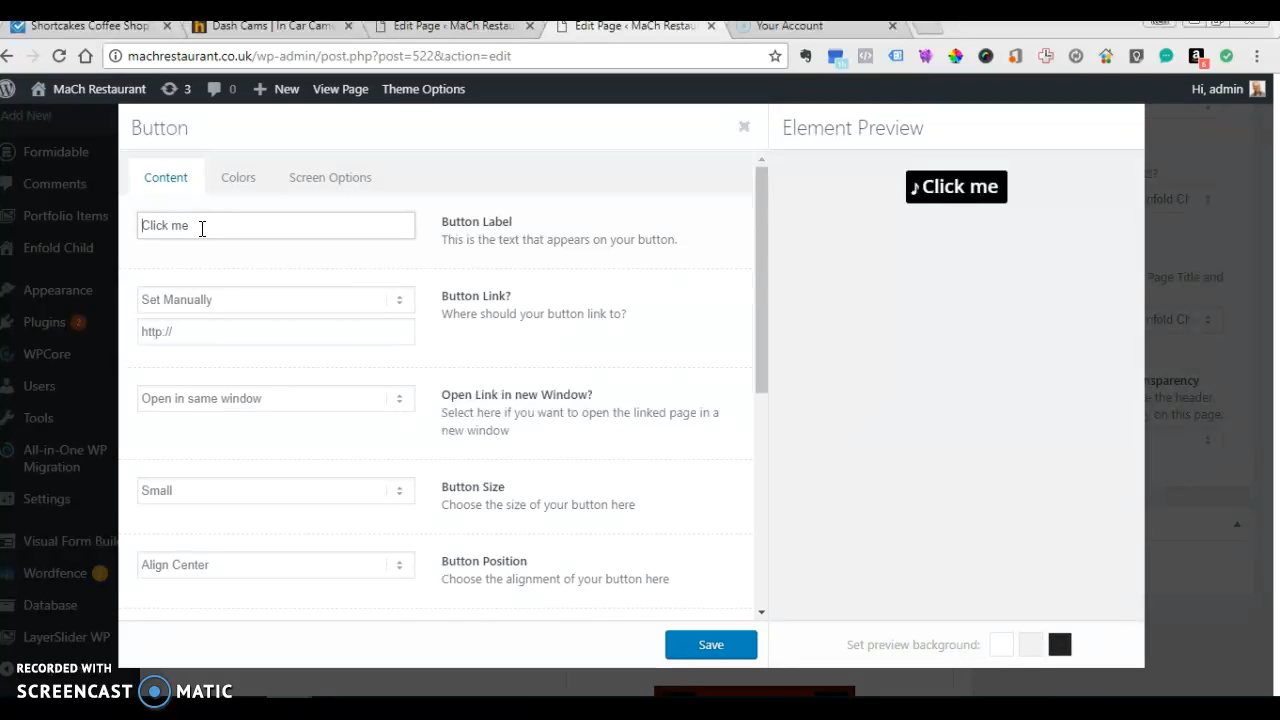 Shortcakes Coffee Shop
Dash Cams | In Car Cam
Edit Page ‹ MaCh Restau
Edit Page ‹ MaCh Restau
Your Account
machrestaurant.co.uk/wp-admin/post.php?post=522&action=edit
MaCh Restaurant 3 0 New View Page Theme Options Hi, admin
Add New
Formidable
Comments
Portfolio Items
Enfold Child
Appearance
Plugins 2
WPCore
Users
Tools
All-in-One WP
Migration
Settings
Visual Form Buil
Wordfence
Database
LayerSlider WP
Button
Content Colors Screen Options
Click me
Button Label
This is the text that appears on your button.
Set Manually
http://
Button Link?
Where should your button link to?
Open in same window
Open Link in new Window?
Select here if you want to open the linked page in a
new window
Small
Button Size
Choose the size of your button here
Align Center
Button Position
Choose the alignment of your button here
Save
Element Preview
♪Click me
Set preview background:
s?
nfold Ch
Page Title and
nfold Ch
nsparency
e the header
on this page.
RECORDED WITH
SCREENCAST MATIC